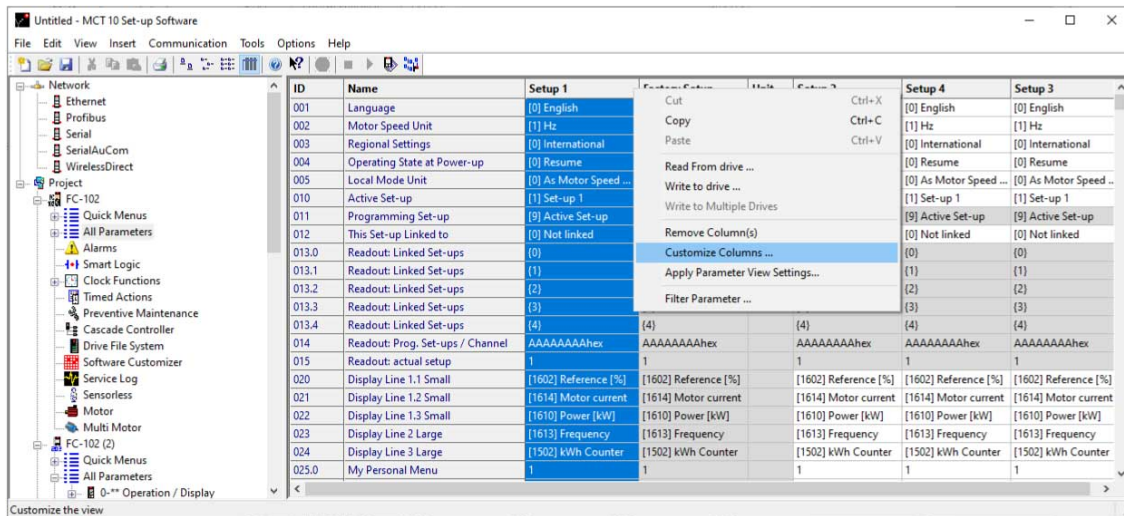 Untitled - MCT 10 Set-up Software
File Edit View Insert Communication Tools Options Help
Network
Ethernet
Profibus
Serial
SerialAuCom
WirelessDirect
Project
FC-102
Quick Menus
All Parameters
Alarms
Smart Logic
Clock Functions
Timed Actions
Preventive Maintenance
Cascade Controller
Drive File System
Software Customizer
Service Log
Sensorless
Motor
Multi Motor
FC-102 (2)
Quick Menus
All Parameters
0-** Operation / Display
ID Name Setup 1 Setup 4 Setup 3
001 Language [0] English [0] English [0] English
002 Motor Speed Unit [1] Hz [1] Hz [1] Hz
003 Regional Settings [0] International [0] International [0] International
004 Operating State at Power-up [0] Resume [0] Resume [0] Resume
005 Local Mode Unit [0] As Motor Speed ... [0] As Motor Speed ... [0] As Motor Speed ..
010 Active Set-up [1] Set-up 1 [1] Set-up 1 [1] Set-up 1
011 Programming Set-up [9] Active Set-up [9] Active Set-up [9] Active Set-up
012 This Set-up Linked to [0] Not linked [0] Not linked [0] Not linked
013.0 Readout: Linked Set-ups {0} {0} {0}
013.1 Readout: Linked Set-ups {1} {1} {1}
013.2 Readout: Linked Set-ups {2} {2} {2}
013.3 Readout: Linked Set-ups {3} {3} {3}
013.4 Readout: Linked Set-ups {4} {4} {4} {4} {4}
014 Readout: Prog. Set-ups / Channel AAAAAAAAhex AAAAAAAAhex AAAAAAAAhex AAAAAAAAhex AAAAAAAAhex
015 Readout: actual setup 1 1 1 1 1
020 Display Line 1.1 Small [1602] Reference [%] [1602] Reference [%] [1602] Reference [%] [1602] Reference [%] [1602] Reference [%]
021 Display Line 1.2 Small [1614] Motor current [1614] Motor current [1614] Motor current [1614] Motor current [1614] Motor current
022 Display Line 1.3 Small [1610] Power [kW] [1610] Power [kW] [1610] Power [kW] [1610] Power [kW] [1610] Power [kW]
023 Display Line 2 Large [1613] Frequency [1613] Frequency [1613] Frequency [1613] Frequency [1613] Frequency
024 Display Line 3 Large [1502] kWh Counter [1502] kWh Counter [1502] kWh Counter [1502] kWh Counter [1502] kWh Counter
025.0 My Personal Menu 1 1 1 1 1
Cut Ctrl+X
Copy Ctrl+C
Paste Ctrl+V
Read From drive ...
Write to drive ...
Write to Multiple Drives
Remove Column(s)
Customize Columns ...
Apply Parameter View Settings...
Filter Parameter ...
Customize the view